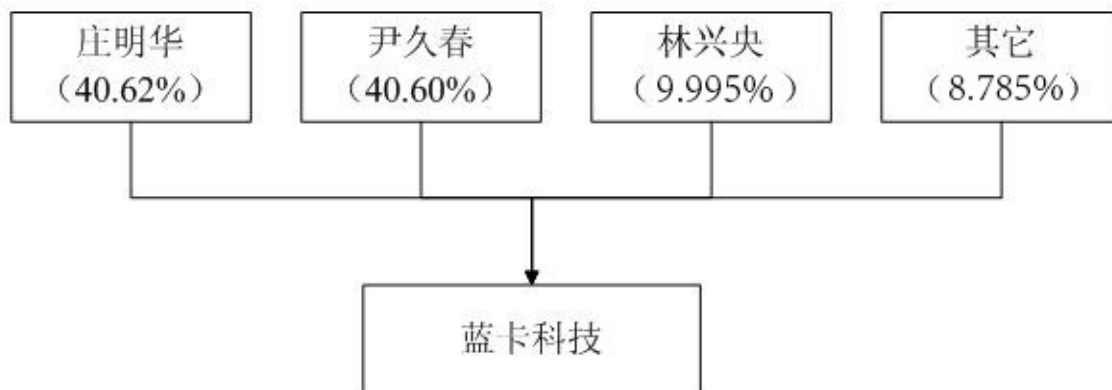 庄明华
（40.62%）
尹久春
（40.60%）
林兴央
（9.995%）
其它
（8.785%）
蓝卡科技